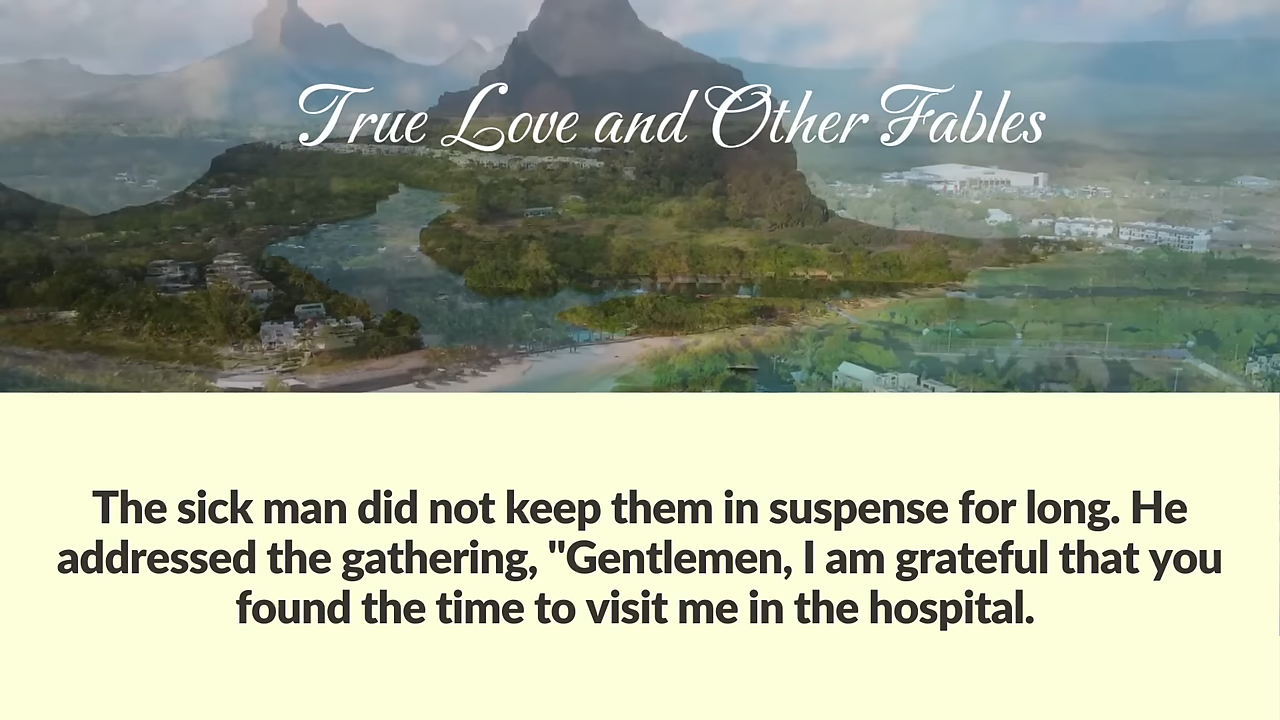 True Love and Other Fables
The sick man did not keep them in suspense for long. He
addressed the gathering, "Gentlemen, I am grateful that you
found the time to visit me in the hospital.